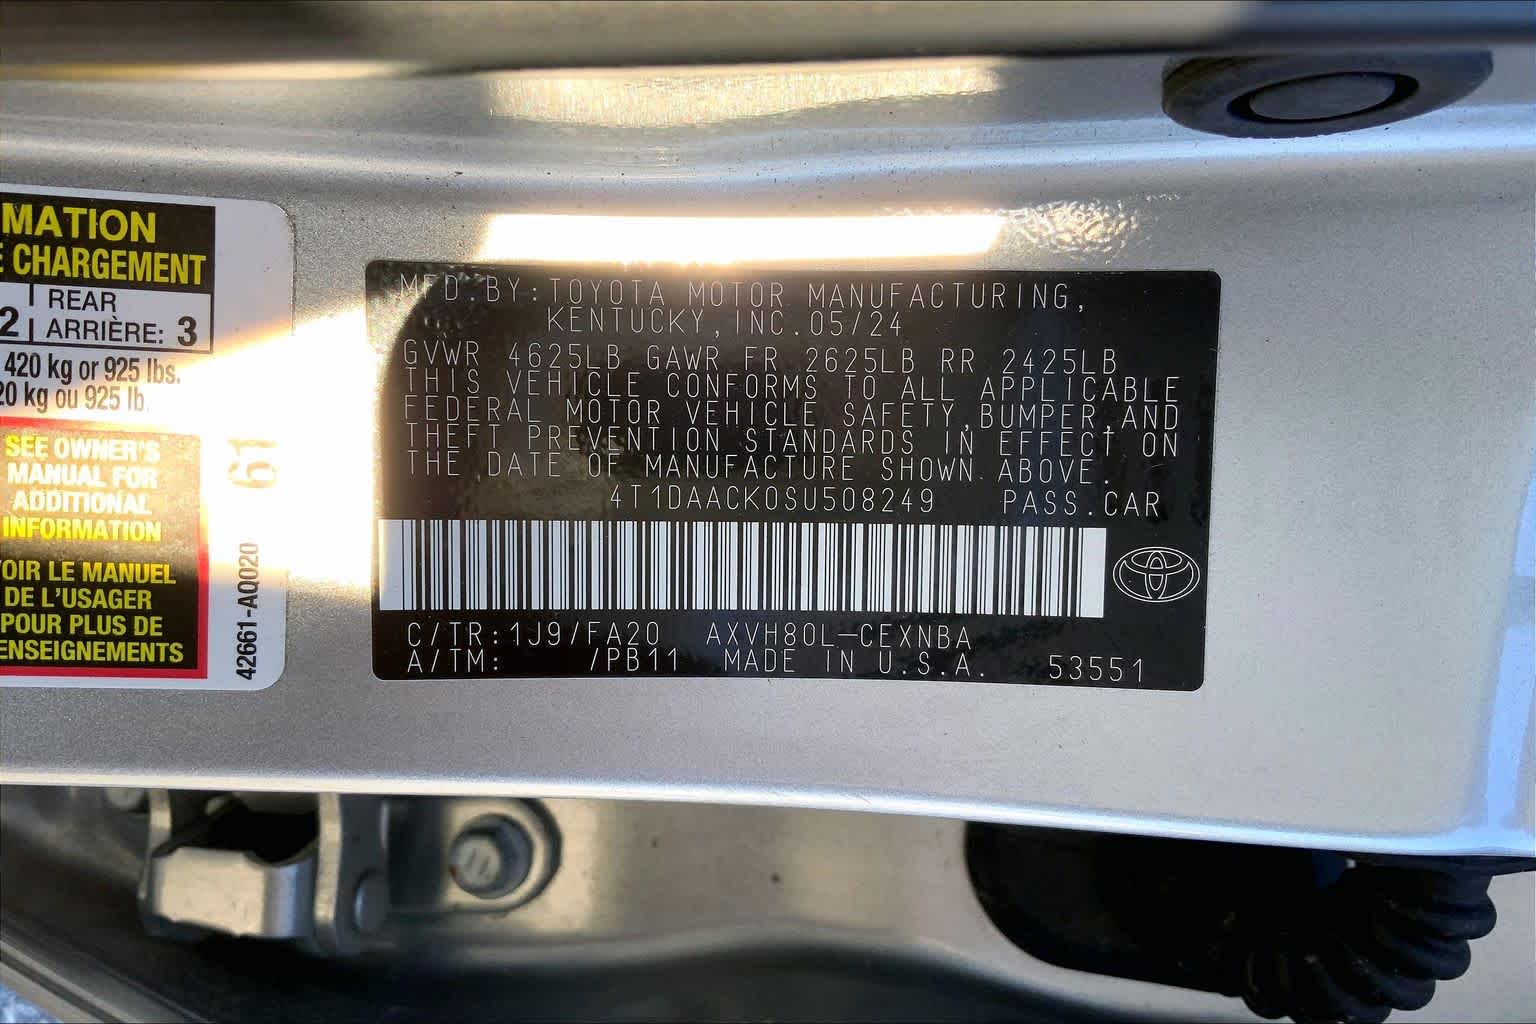 MATION
E CHARGEMENT
2 REAR
ARRIÈRE: 3
420 kg or 925 lbs.
20 kg ou 925 lb.
SEE OWNER'S
MANUAL FOR
ADDITIONAL
INFORMATION
OIR LE MANUEL
DE L'USAGER
POUR PLUS DE
ENSEIGNEMENTS
61
42661-AQ020
MFD.BY:TOYOTA MOTOR MANUFACTURING,
KENTUCKY,INC.05/24
GVWR 4625LB GAWR FR 2625LB RR 2425LB
THIS VEHICLE CONFORMS TO ALL APPLICABLE
FEDERAL MOTOR VEHICLE SAFETY,BUMPER,AND
THEFT PREVENTION STANDARDS IN EFFECT ON
THE DATE OF MANUFACTURE SHOWN ABOVE.
4T1DAACK0SU508249 PASS.CAR
C/TR:1J9/FA20 AXVH80L-CEXNBA
A/TM: /PB11 MADE IN U.S.A. 53551